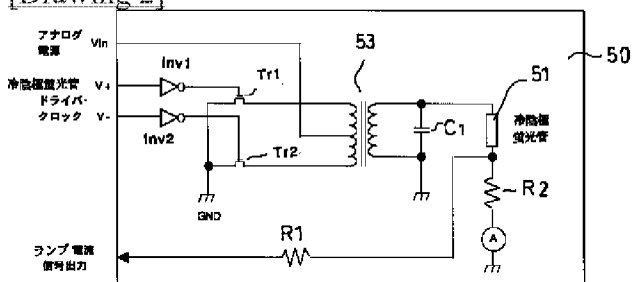 [Drawing 2]
アナログ
電源
Vin
冷陰極蛍光管
ドライバ・
クロック
V+
V-
inv1
inv2
Tr1
Tr2
GND
53
C1
50
51
冷陰極
蛍光管
R2
A
R1
ランプ電流
信号出力